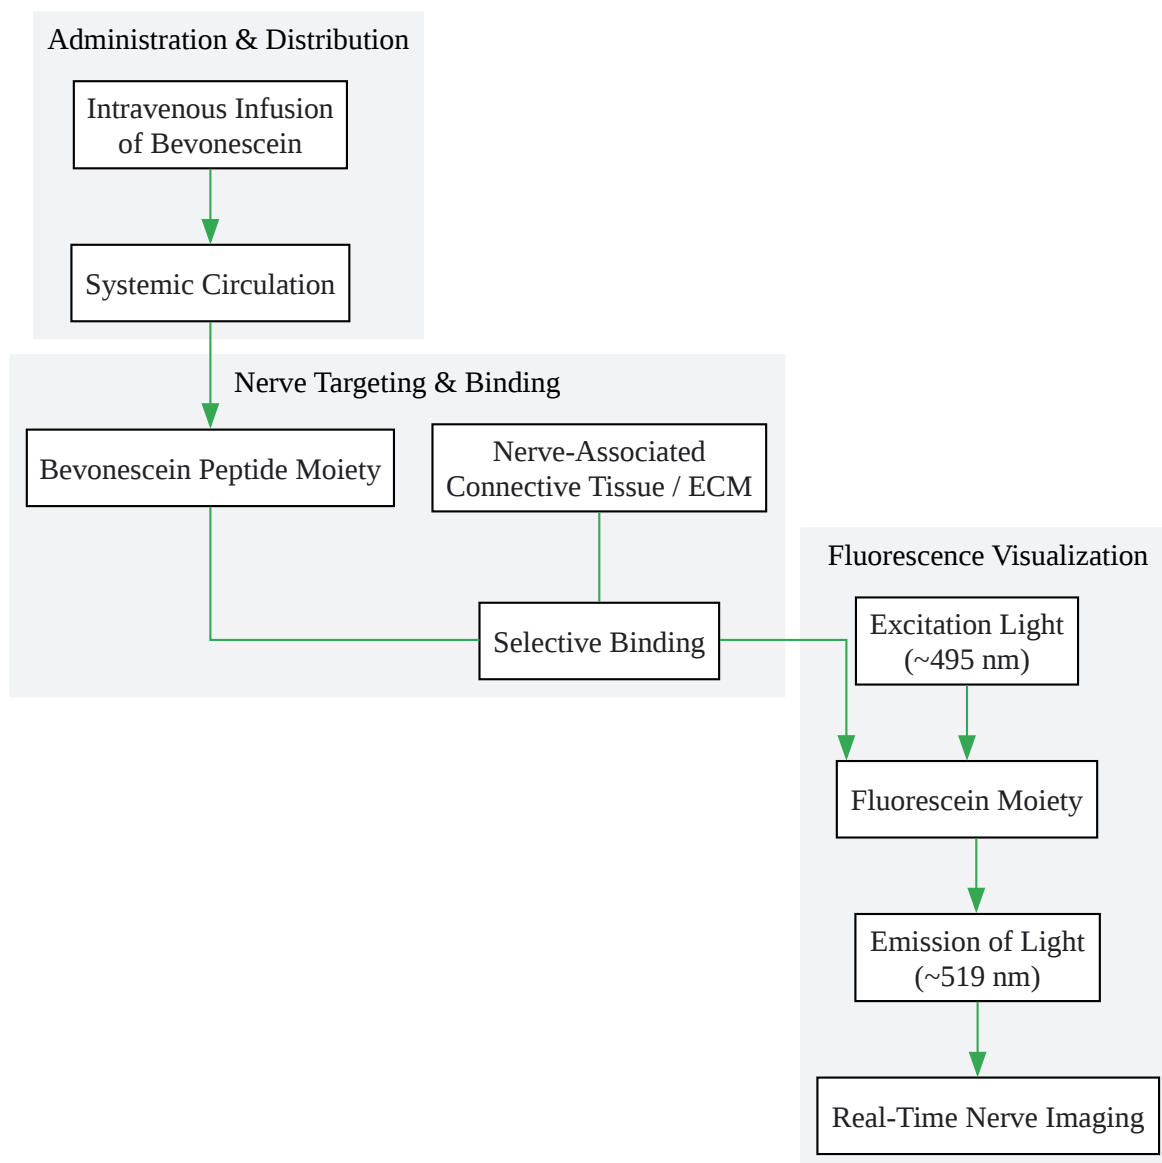 Administration & Distribution
Intravenous Infusion
of Bevonescein
Systemic Circulation
Nerve Targeting & Binding
Bevonescein Peptide Moiety
Nerve-Associated
Connective Tissue / ECM
Selective Binding
Fluorescence Visualization
Excitation Light
(~495 nm)
Fluorescein Moiety
Emission of Light
(~519 nm)
Real-Time Nerve Imaging